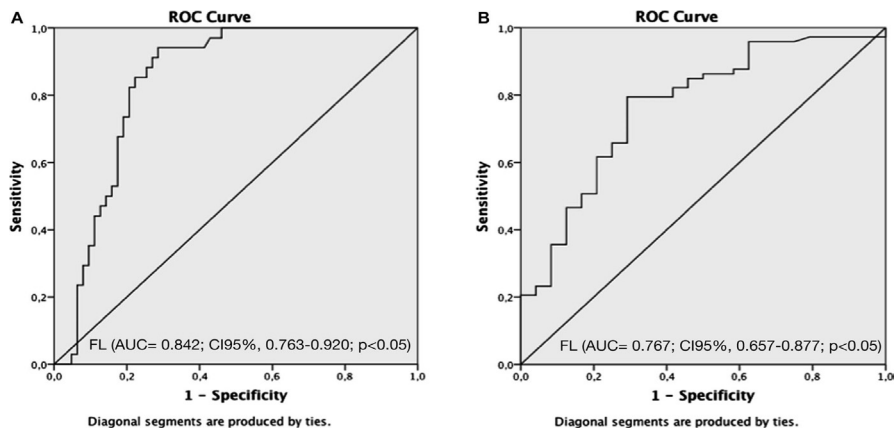 A
ROC Curve
1,0
0,8
0,6
0,4
0,2
0,0
Sensitivity
FL (AUC= 0.842; CI95%, 0.763-0.920; p<0.05)
0,0 0,2 0,4 0,6 0,8 1,0
1 - Specificity
Diagonal segments are produced by ties.
B
ROC Curve
1,0
0,8
0,6
0,4
0,2
0,0
Sensitivity
FL (AUC= 0.767; CI95%, 0.657-0.877; p<0.05)
0,0 0,2 0,4 0,6 0,8 1,0
1 - Specificity
Diagonal segments are produced by ties.